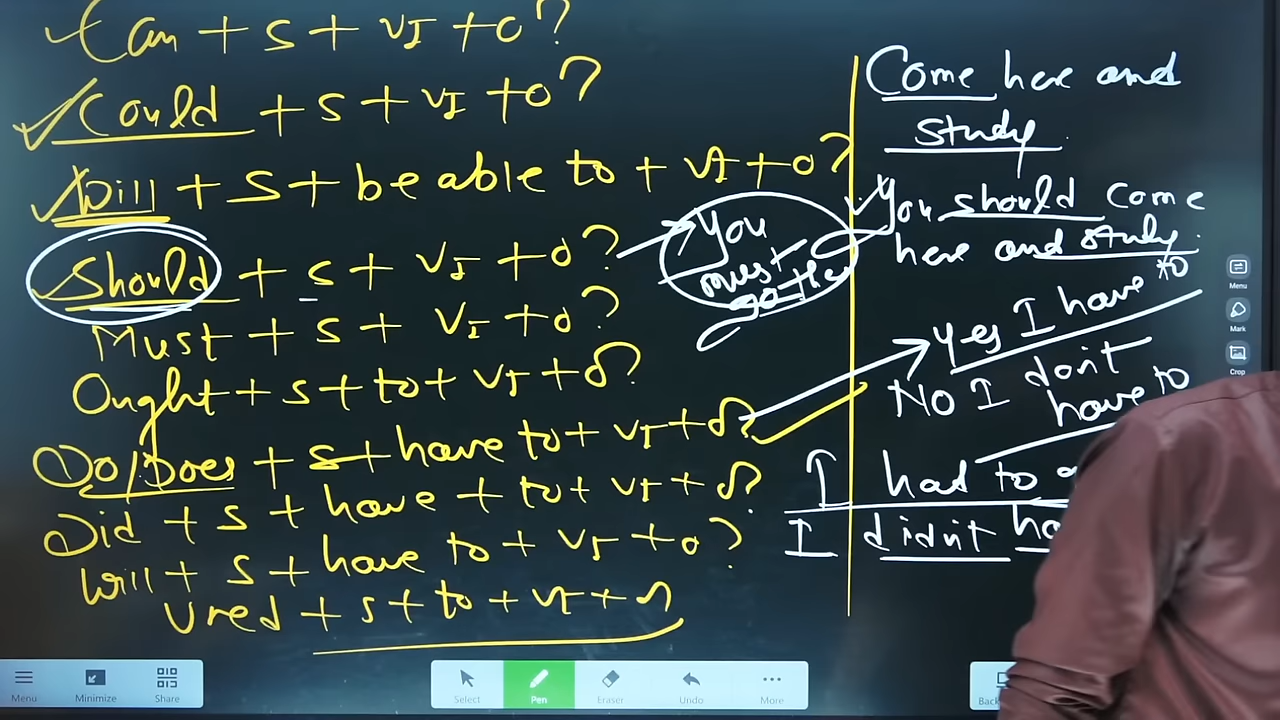 Can + s + VI + o?
Could + s + VI + o?
Will + s + be able to + VI + o?
Should + s + VI + o?
Must + s + VI + o?
Ought + s + to + VI + o?
Do/Does + s + have to + VI + o?
Did + s + have + to + VI + o?
Will + s + have to + VI + o?
Used + s + to + VI + o
You
must
go
Come here and
study.
You should come
here and study.
Yes I have to
No I don't
have to
I had to
I didn't
Menu
Mark
Crop
Menu
Minimize
Share
Select
Pen
Eraser
Undo
More